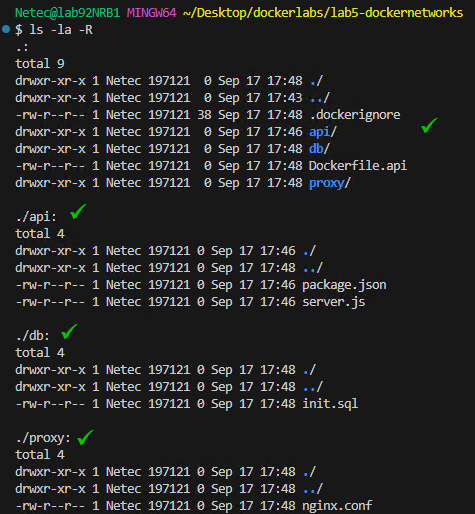 Netec@lab92NRB1 MINGW64 ~/Desktop/dockerlabs/lab5-dockernetworks
$ ls -la -R
.:
total 9
drwxr-xr-x 1 Netec 197121  0 Sep 17 17:48 ./
drwxr-xr-x 1 Netec 197121  0 Sep 17 17:43 ../
-rw-r--r-- 1 Netec 197121 38 Sep 17 17:48 .dockerignore
drwxr-xr-x 1 Netec 197121  0 Sep 17 17:46 api/
drwxr-xr-x 1 Netec 197121  0 Sep 17 17:48 db/
-rw-r--r-- 1 Netec 197121  0 Sep 17 17:48 Dockerfile.api
drwxr-xr-x 1 Netec 197121  0 Sep 17 17:48 proxy/
./api:
total 4
drwxr-xr-x 1 Netec 197121 0 Sep 17 17:46 ./
drwxr-xr-x 1 Netec 197121 0 Sep 17 17:48 ../
-rw-r--r-- 1 Netec 197121 0 Sep 17 17:46 package.json
-rw-r--r-- 1 Netec 197121 0 Sep 17 17:46 server.js
./db:
total 4
drwxr-xr-x 1 Netec 197121 0 Sep 17 17:48 ./
drwxr-xr-x 1 Netec 197121 0 Sep 17 17:48 ../
-rw-r--r-- 1 Netec 197121 0 Sep 17 17:48 init.sql
./proxy:
total 4
drwxr-xr-x 1 Netec 197121 0 Sep 17 17:48 ./
drwxr-xr-x 1 Netec 197121 0 Sep 17 17:48 ../
-rw-r--r-- 1 Netec 197121 0 Sep 17 17:48 nginx.conf